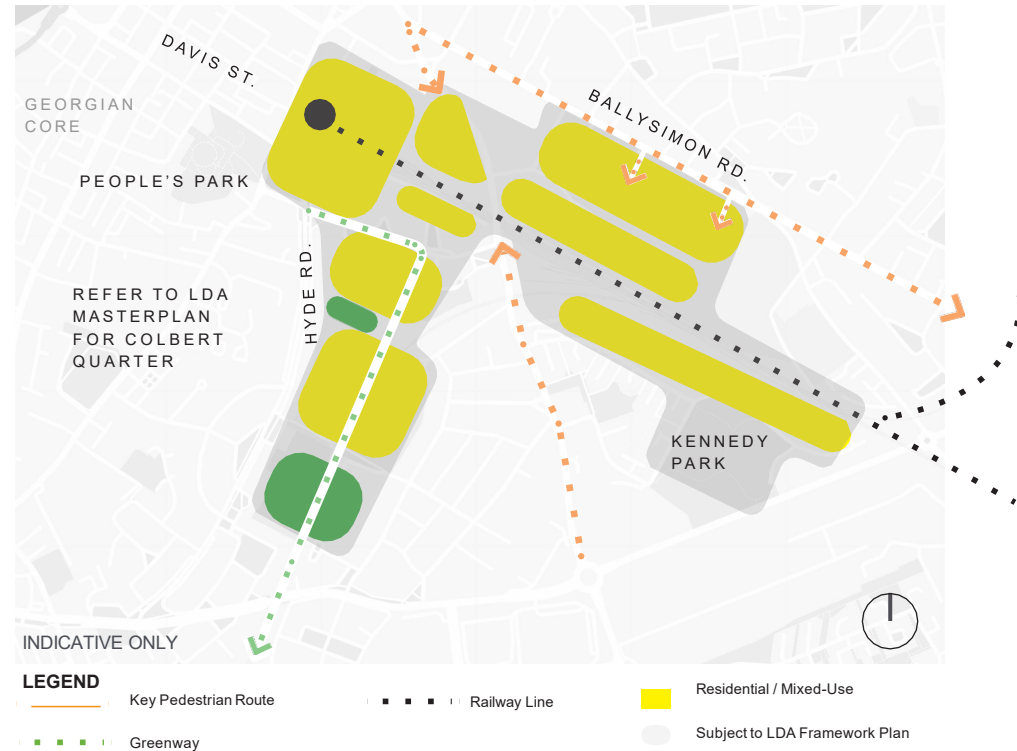 DAVIS ST.
GEORGIAN
CORE
BALLYSIMON RD.
PEOPLE'S PARK
HYDE RD.
REFER TO LDA
MASTERPLAN
FOR COLBERT
QUARTER
KENNEDY
PARK
INDICATIVE ONLY
LEGEND
Key Pedestrian Route
Railway Line
Residential / Mixed-Use
Greenway
Subject to LDA Framework Plan